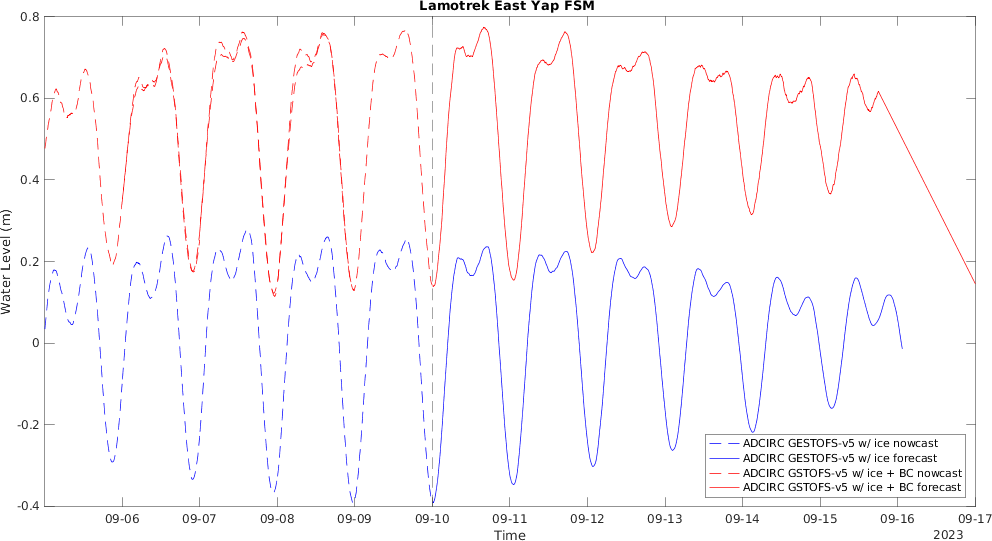 Lamotrek East Yap FSM
0.8
0.6
0.4
0.2
0
-0.2
-0.4
Water Level (m)
ADCIRC GESTOFS-v5 w/ ice nowcast
ADCIRC GESTOFS-v5 w/ ice forecast
ADCIRC GSTOFS-v5 w/ ice + BC nowcast
ADCIRC GSTOFS-v5 w/ ice + BC forecast
09-06 09-07 09-08 09-09 09-10 09-11 09-12 09-13 09-14 09-15 09-16 09-17
Time
2023